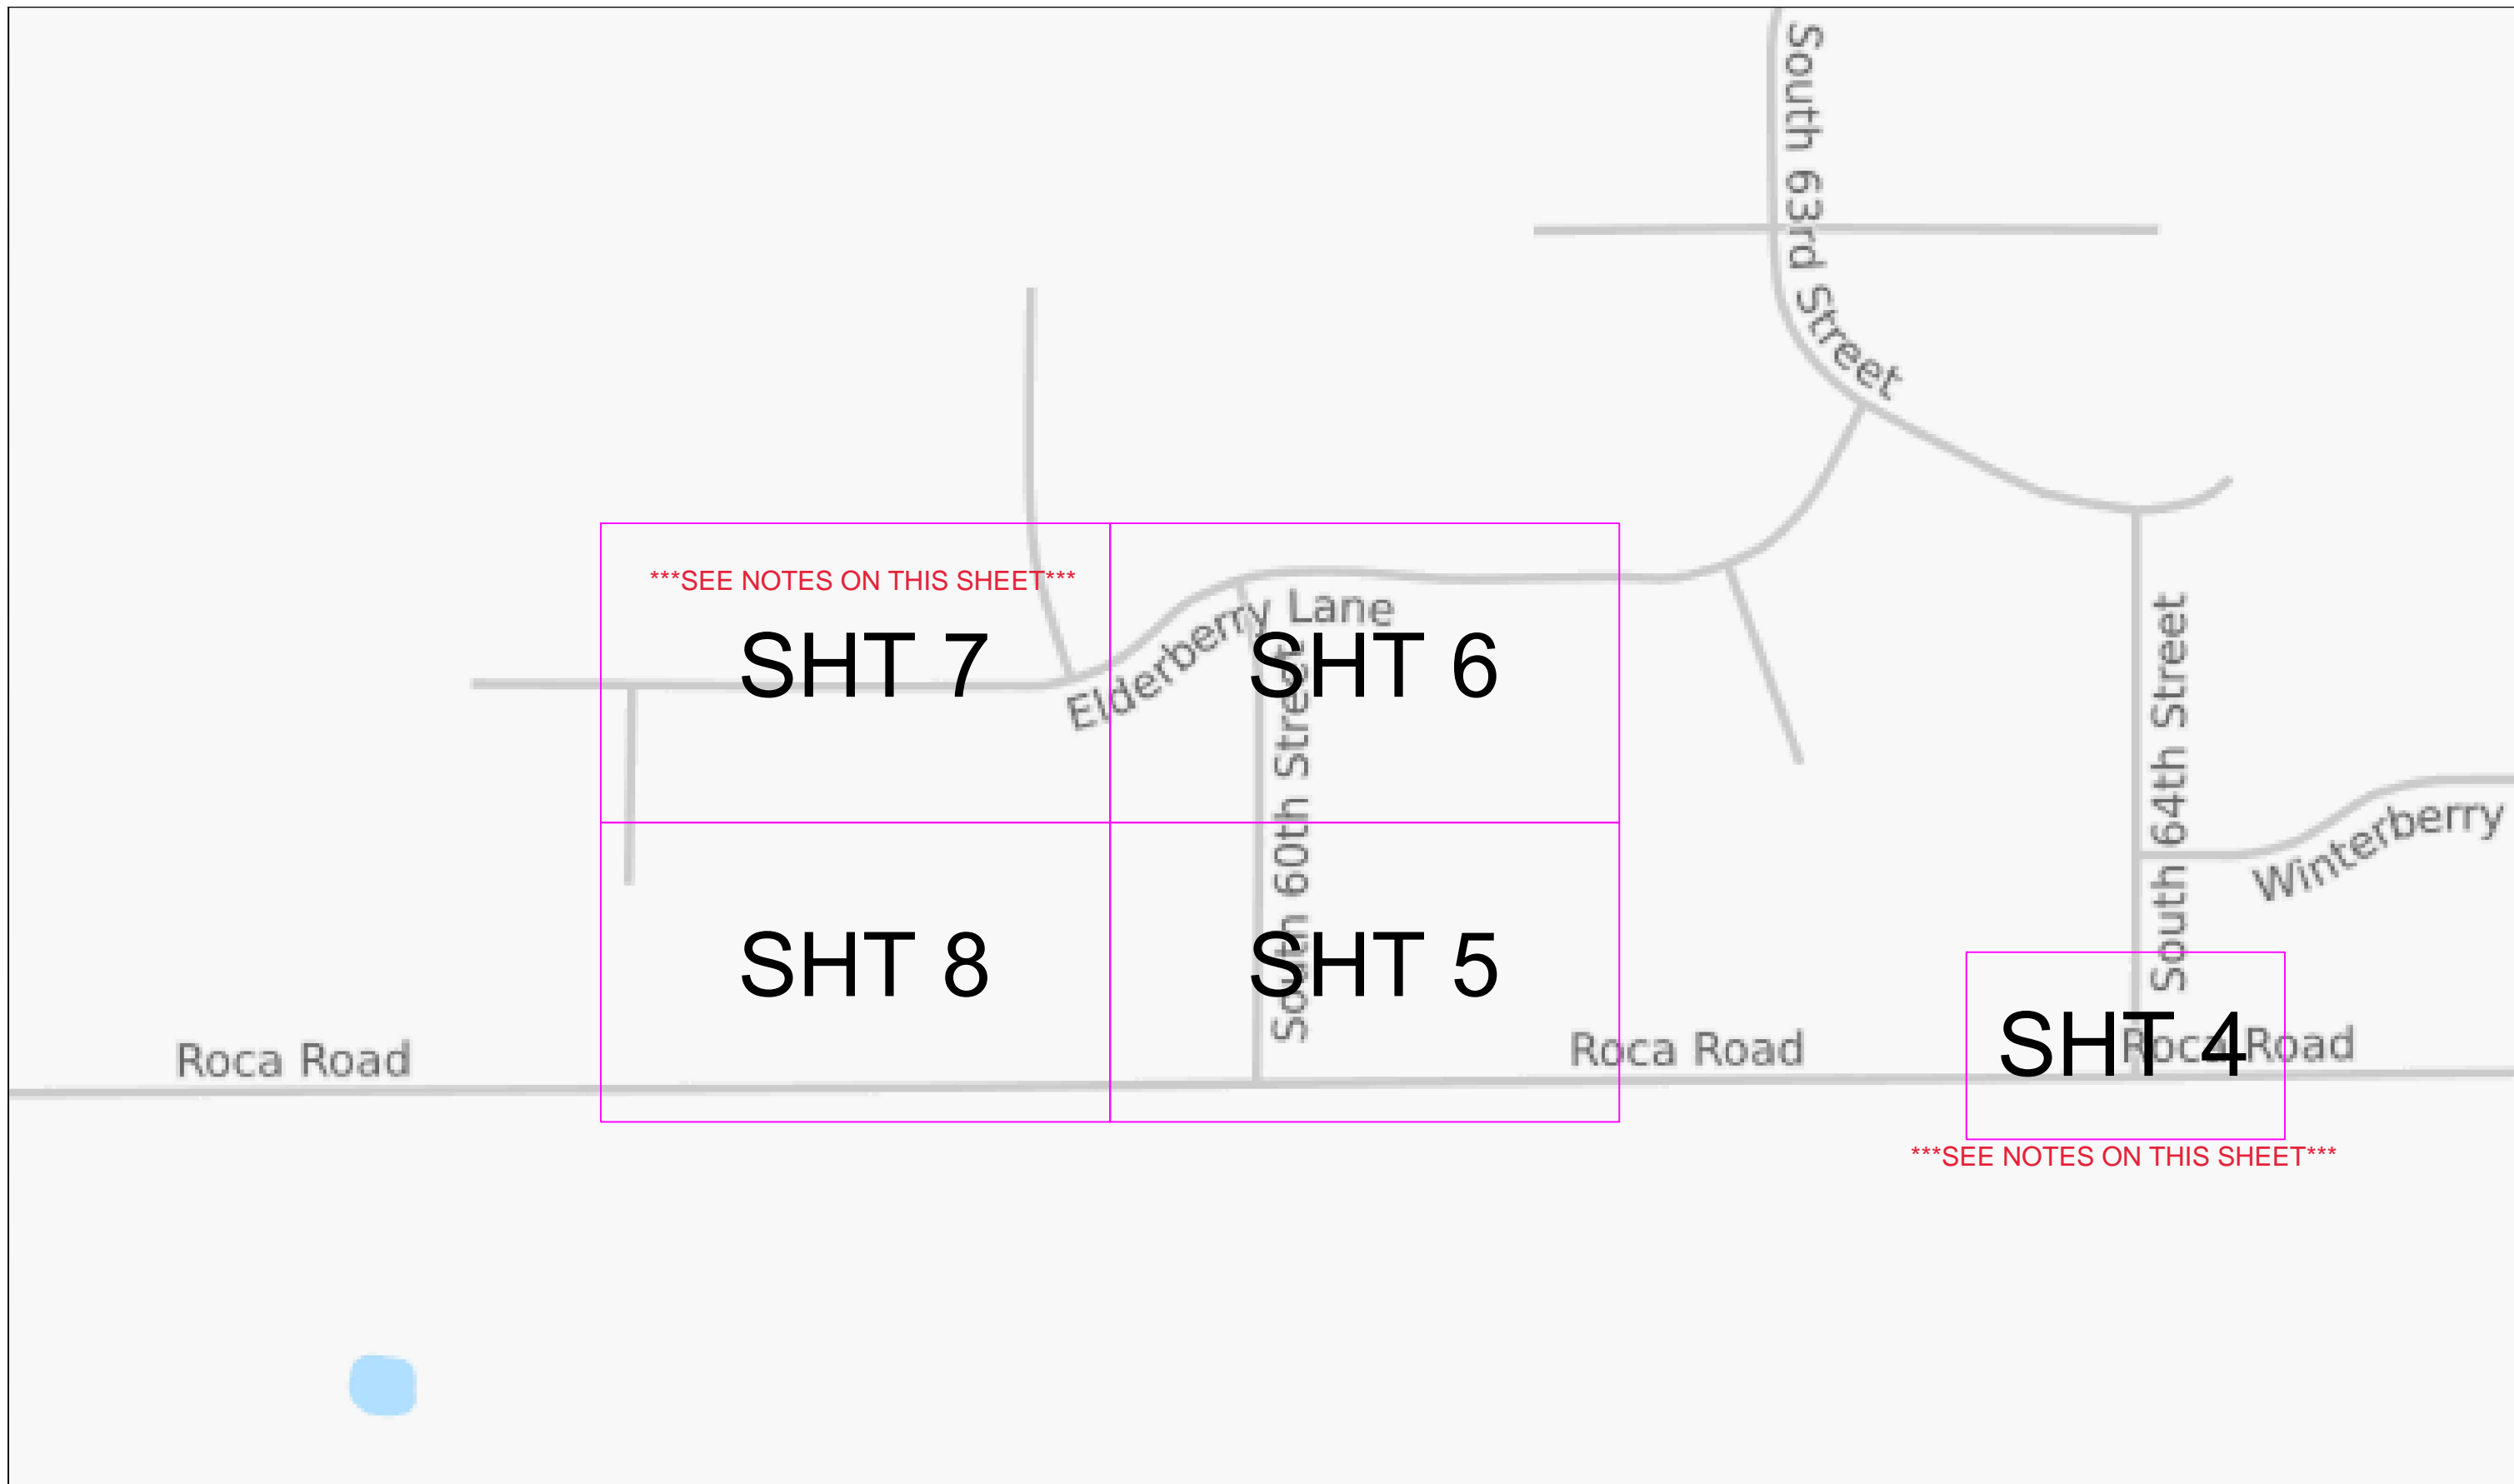 South 63rd Street
***SEE NOTES ON THIS SHEET***
Elderberry Lane
SHT 7
SHT 6
South 60th Street
South 64th Street
Winterberry
SHT 8
SHT 5
Roca Road
Roca Road
SHT 4
Roca Road
***SEE NOTES ON THIS SHEET***